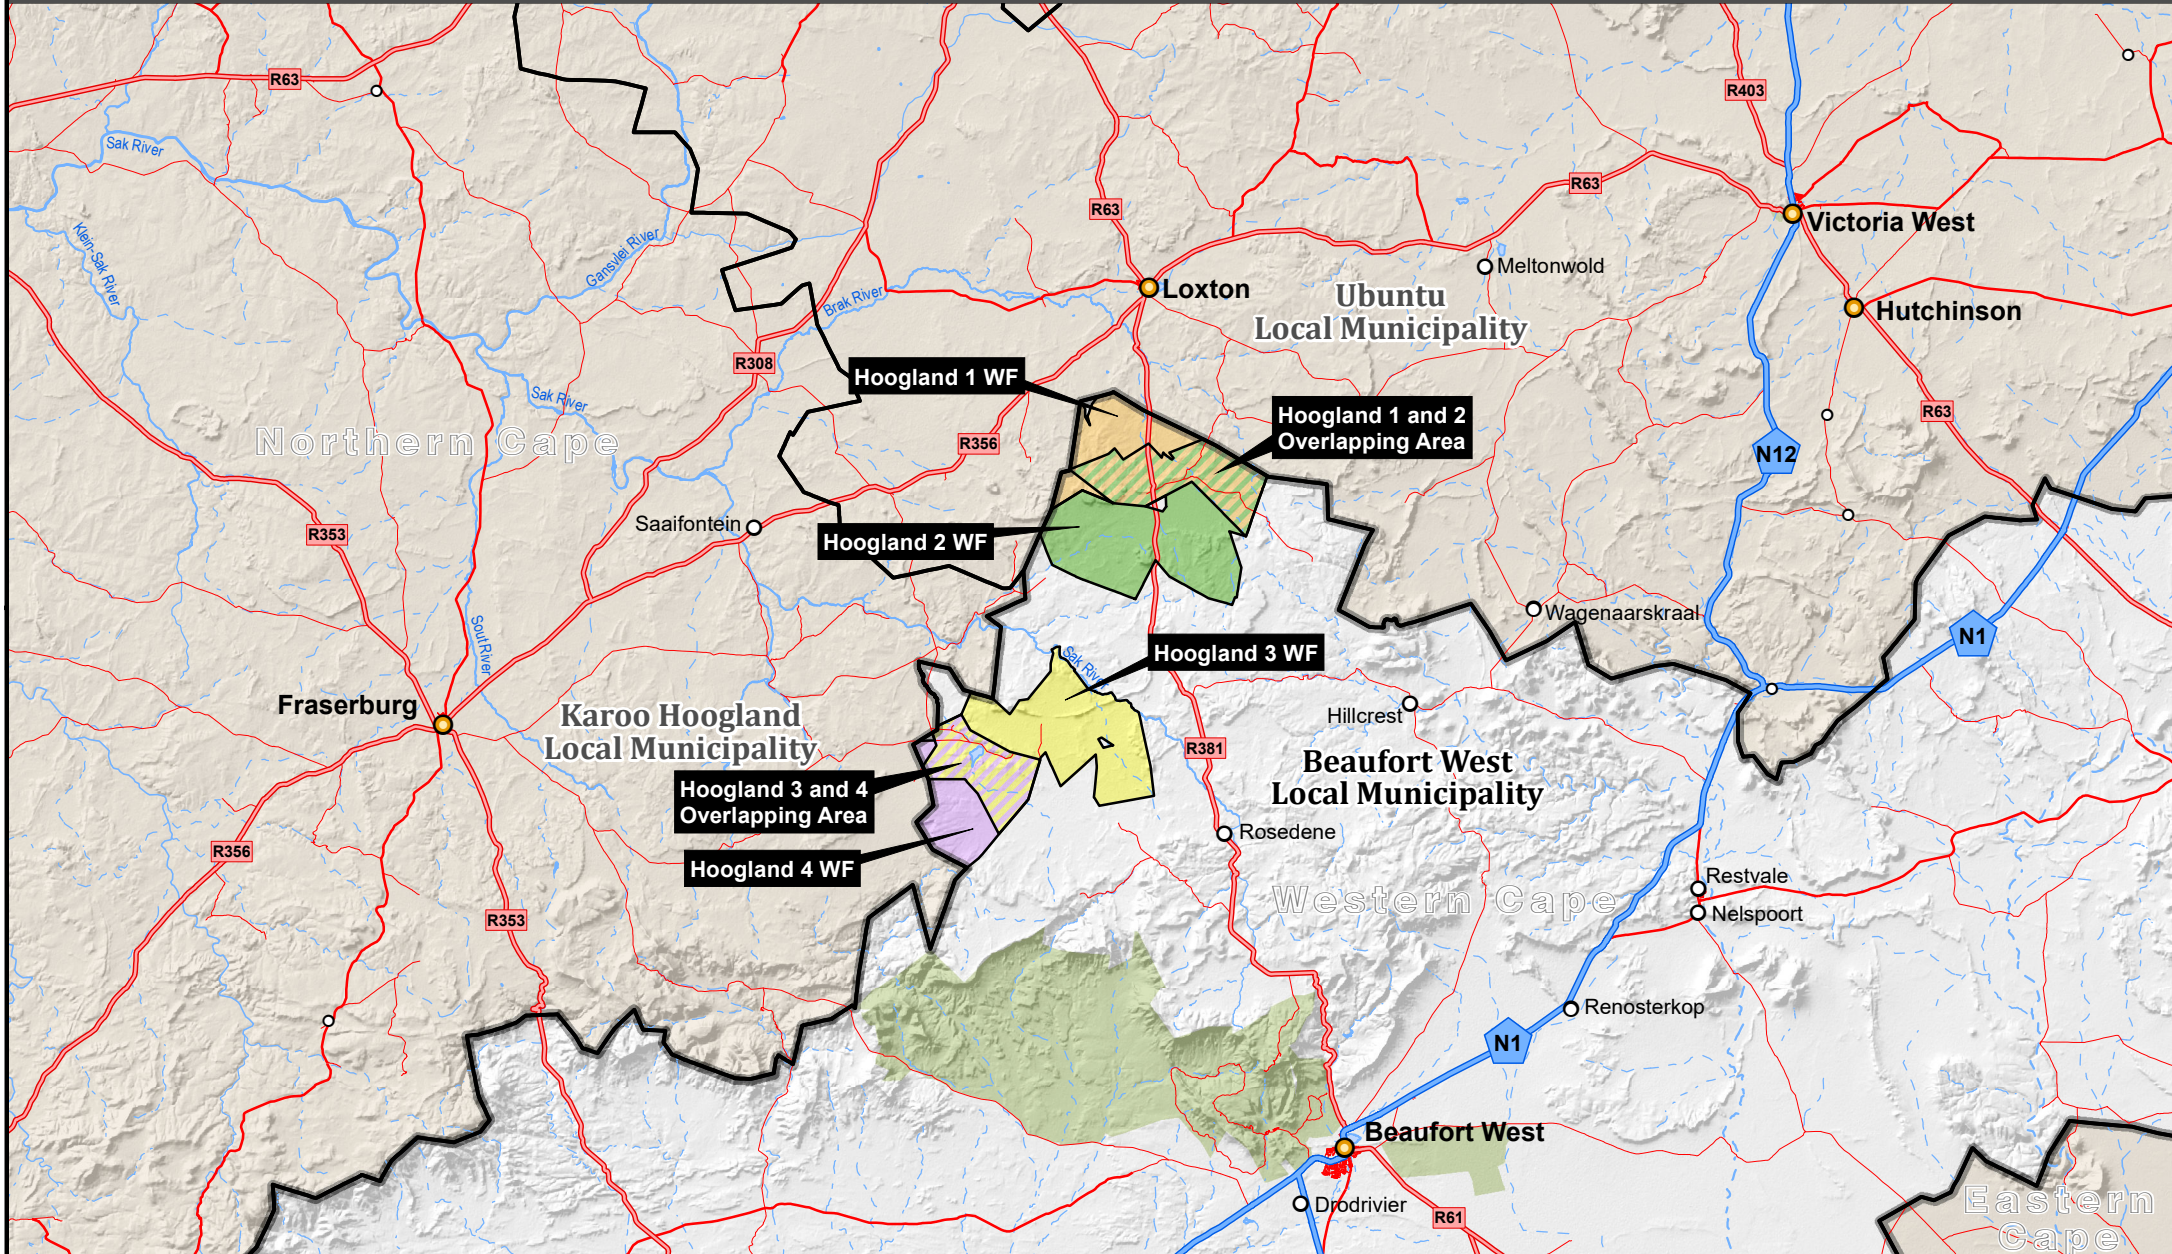 R63
R403
Sak River
R63
R63
Victoria West
Klein-Sak River
Gansvlei River
Meltonwold
Loxton
Brak River
Ubuntu
Local Municipality
Hutchinson
R308
Hoogland 1 WF
Sak River
Hoogland 1 and 2
Overlapping Area
R63
Northern Cape
R356
N12
Saaifontein
R353
Hoogland 2 WF
Wagenaarskraal
N1
Sout River
Hoogland 3 WF
Sak River
Fraserburg
Karoo Hoogland
Local Municipality
Hillcrest
R381
Beaufort West
Local Municipality
Hoogland 3 and 4
Overlapping Area
Rosedene
R356
Hoogland 4 WF
Restvale
Western Cape
Nelspoort
R353
Renosterkop
N1
Beaufort West
Drodrivier
R61
Eastern
Cape